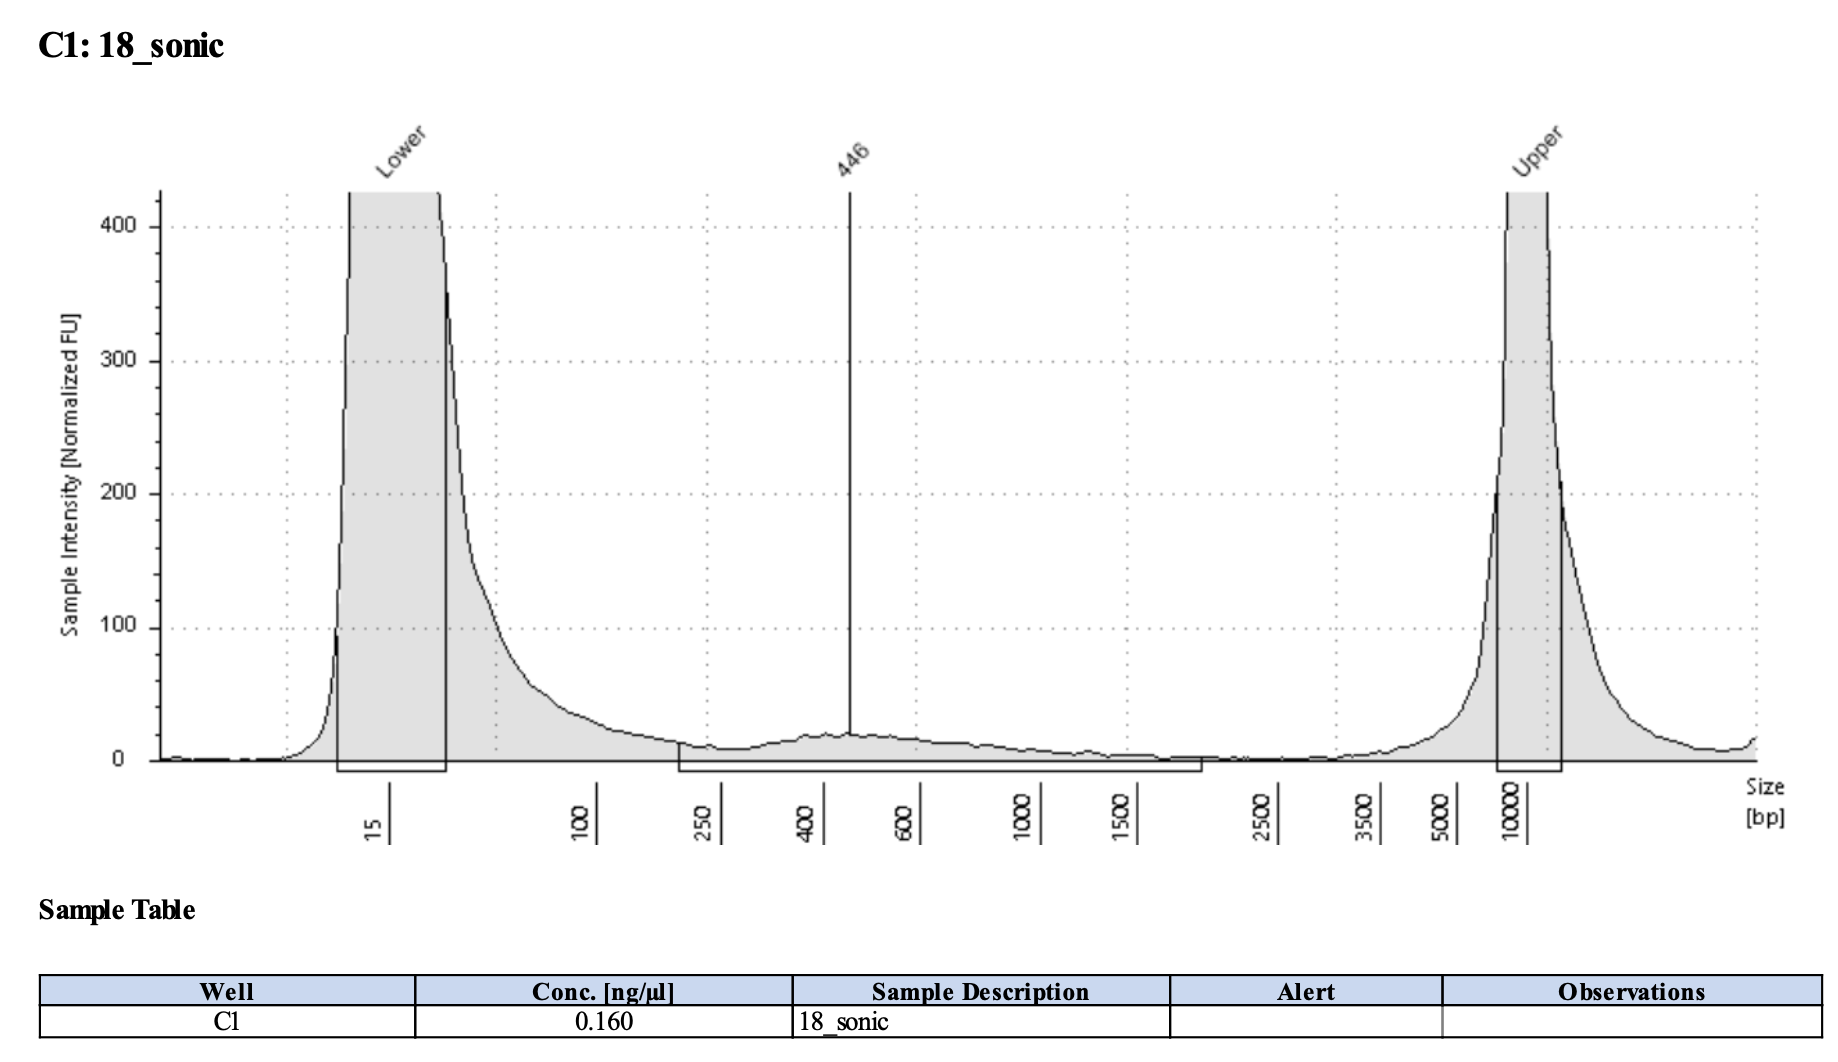 C1: 18_sonic
Lower
446
Upper
Sample Intensity [Normalized FU]
400
300
200
100
0
15
100
250
400
600
1000
1500
2500
3500
5000
10000
Size
[bp]
Sample Table
Well Conc. [ng/µl] Sample Description Alert Observations
C1 0.160 18_sonic